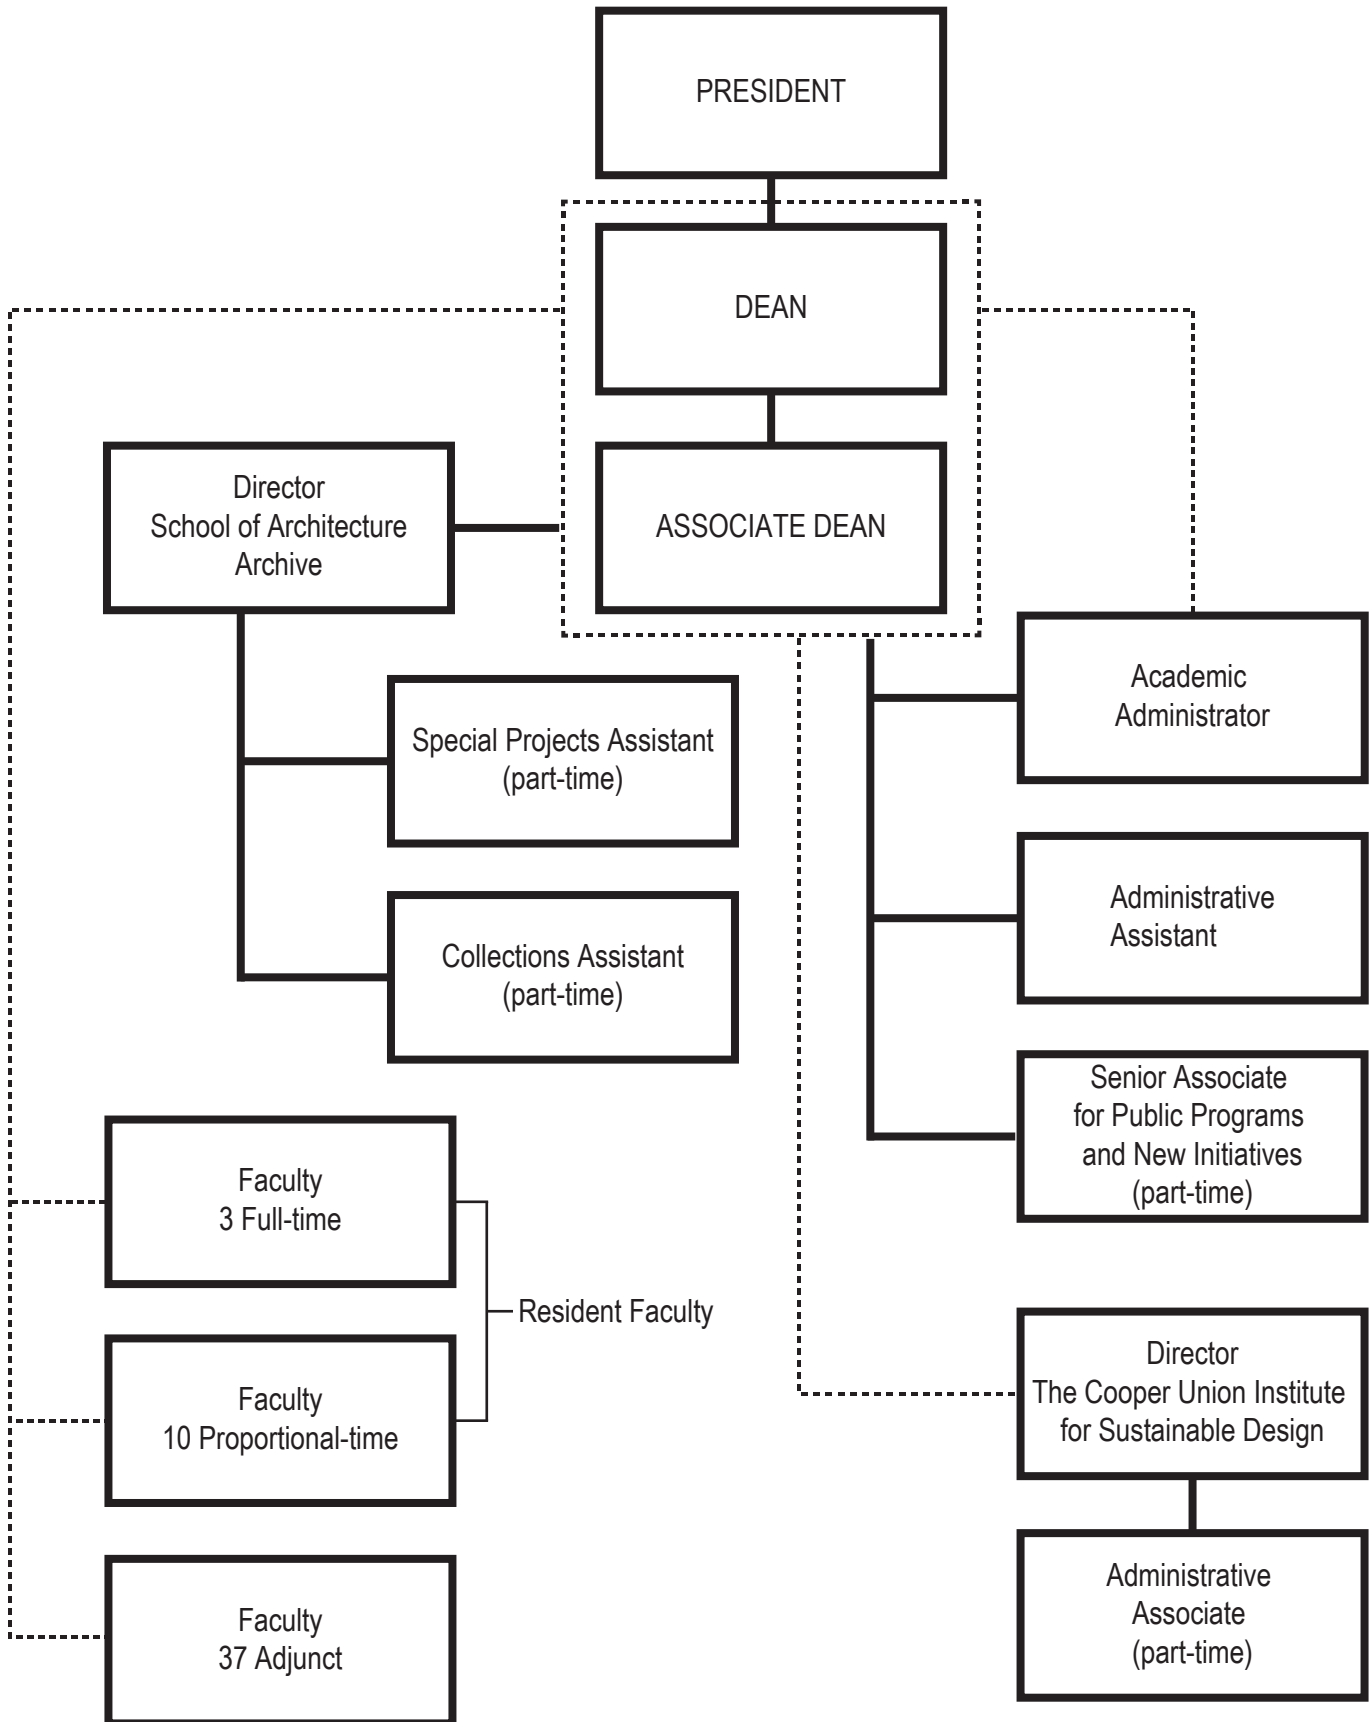 PRESIDENT
DEAN
ASSOCIATE DEAN
Director
School of Architecture
Archive
Special Projects Assistant
(part-time)
Collections Assistant
(part-time)
Academic
Administrator
Administrative
Assistant
Senior Associate
for Public Programs
and New Initiatives
(part-time)
Faculty
3 Full-time
Resident Faculty
Faculty
10 Proportional-time
Faculty
37 Adjunct
Director
The Cooper Union Institute
for Sustainable Design
Administrative
Associate
(part-time)